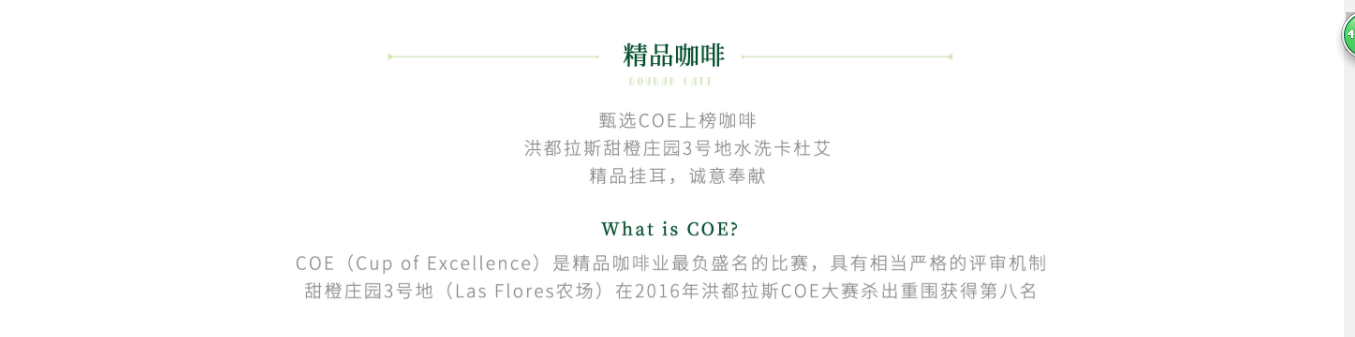 精品咖啡
DOUBAN CAFE
甄选COE上榜咖啡
洪都拉斯甜橙庄园3号地水洗卡杜艾
精品挂耳，诚意奉献
What is COE?
COE（Cup of Excellence）是精品咖啡业最负盛名的比赛，具有相当严格的评审机制
甜橙庄园3号地（Las Flores农场）在2016年洪都拉斯COE大赛杀出重围获得第八名